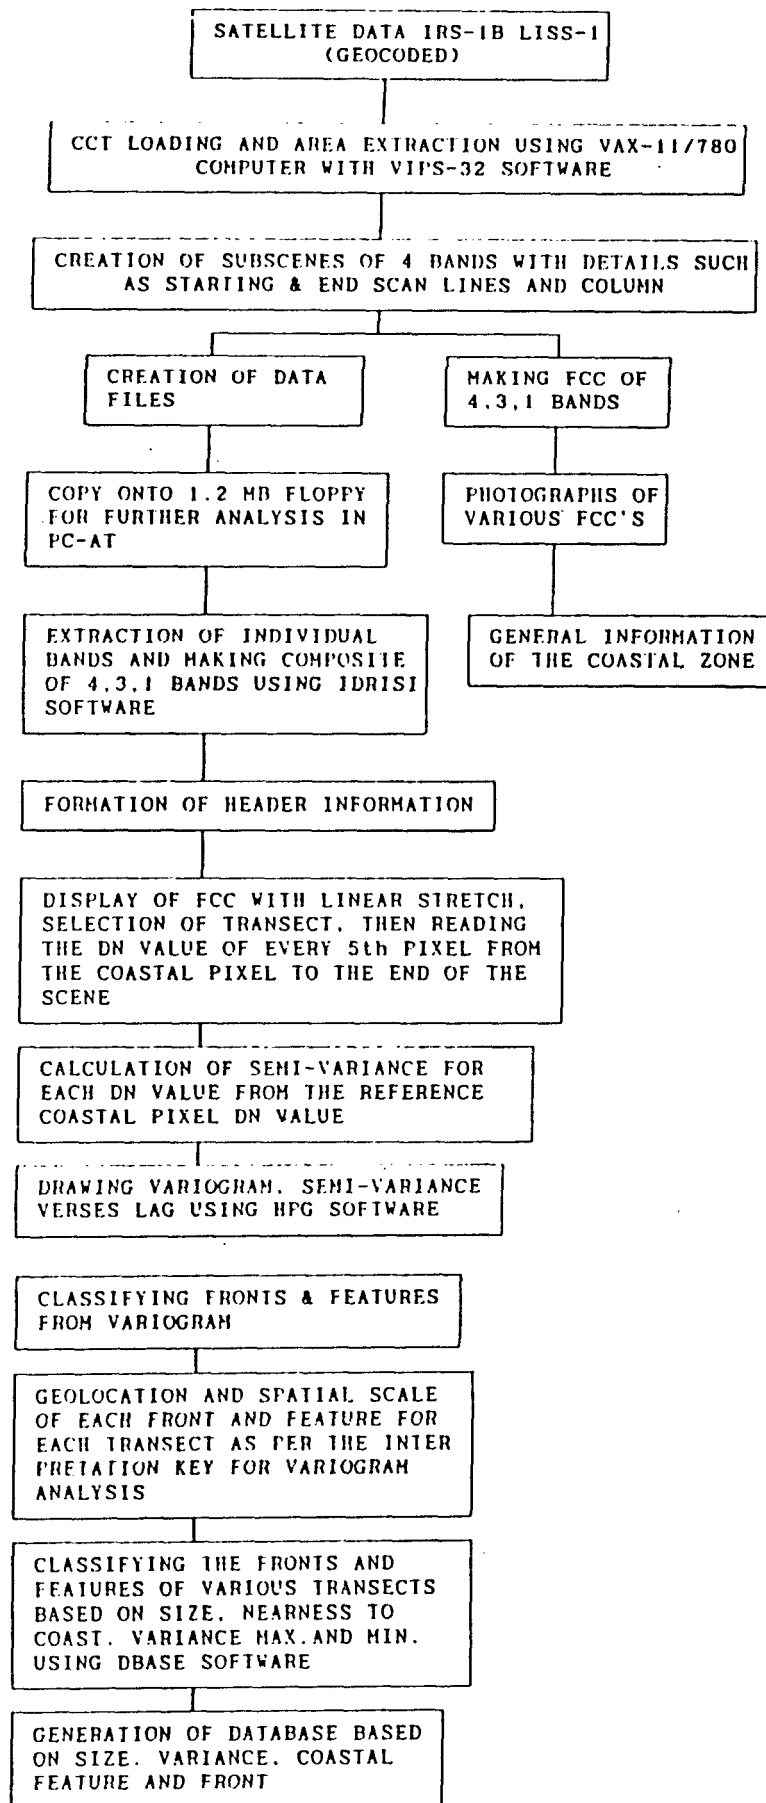 SATELLITE DATA IRS-1B LISS-1
(GEOCODED)
CCT LOADING AND AREA EXTRACTION USING VAX-11/780
COMPUTER WITH VIPS-32 SOFTWARE
CREATION OF SUBSCENES OF 4 BANDS WITH DETAILS SUCH
AS STARTING & END SCAN LINES AND COLUMN
CREATION OF DATA
FILES
MAKING FCC OF
4,3,1 BANDS
COPY ONTO 1.2 MB FLOPPY
FOR FURTHER ANALYSIS IN
PC-AT
PHOTOGRAPHS OF
VARIOUS FCC'S
EXTRACTION OF INDIVIDUAL
BANDS AND MAKING COMPOSITE
OF 4,3,1 BANDS USING IDRISI
SOFTWARE
GENERAL INFORMATION
OF THE COASTAL ZONE
FORMATION OF HEADER INFORMATION
DISPLAY OF FCC WITH LINEAR STRETCH,
SELECTION OF TRANSECT, THEN READING
THE DN VALUE OF EVERY 5th PIXEL FROM
THE COASTAL PIXEL TO THE END OF THE
SCENE
CALCULATION OF SEMI-VARIANCE FOR
EACH DN VALUE FROM THE REFERENCE
COASTAL PIXEL DN VALUE
DRAWING VARIOGRAM, SEMI-VARIANCE
VERSES LAG USING HPG SOFTWARE
CLASSIFYING FRONTS & FEATURES
FROM VARIOGRAM
GEOLOCATION AND SPATIAL SCALE
OF EACH FRONT AND FEATURE FOR
EACH TRANSECT AS PER THE INTER
PRETATION KEY FOR VARIOGRAM
ANALYSIS
CLASSIFYING THE FRONTS AND
FEATURES OF VARIOUS TRANSECTS
BASED ON SIZE, NEARNESS TO
COAST. VARIANCE MAX.AND MIN.
USING DBASE SOFTWARE
GENERATION OF DATABASE BASED
ON SIZE. VARIANCE. COASTAL
FEATURE AND FRONT